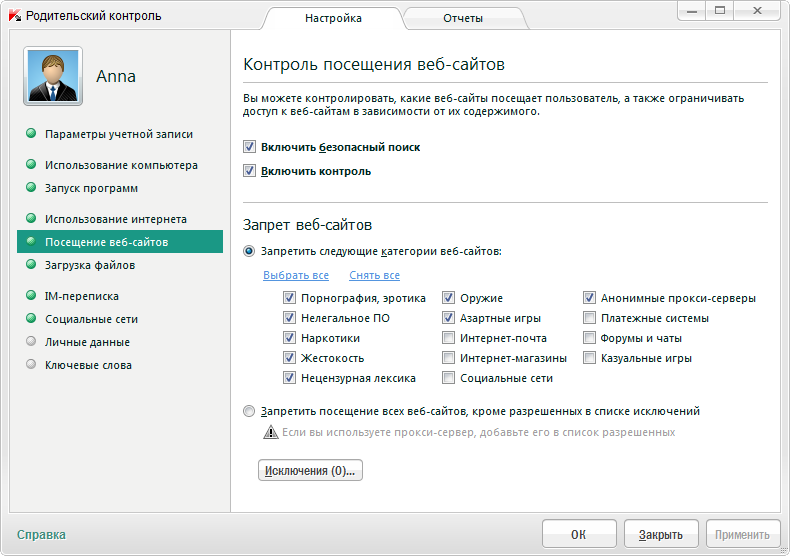 Родительский контроль
Настройка
Отчеты
Anna
Параметры учетной записи
Использование компьютера
Запуск программ
Использование интернета
Посещение веб-сайтов
Загрузка файлов
IM-переписка
Социальные сети
Личные данные
Ключевые слова
Контроль посещения веб-сайтов
Вы можете контролировать, какие веб-сайты посещает пользователь, а также ограничивать
доступ к веб-сайтам в зависимости от их содержимого.
Включить безопасный поиск
Включить контроль
Запрет веб-сайтов
Запретить следующие категории веб-сайтов:
Выбрать все Снять все
Порнография, эротика Оружие Анонимные прокси-серверы
Нелегальное ПО Азартные игры Платежные системы
Наркотики Интернет-почта Форумы и чаты
Жестокость Интернет-магазины Казуальные игры
Нецензурная лексика Социальные сети
Запретить посещение всех веб-сайтов, кроме разрешенных в списке исключений
Если вы используете прокси-сервер, добавьте его в список разрешенных
Исключения (0)...
Справка
ОК Закрыть Применить